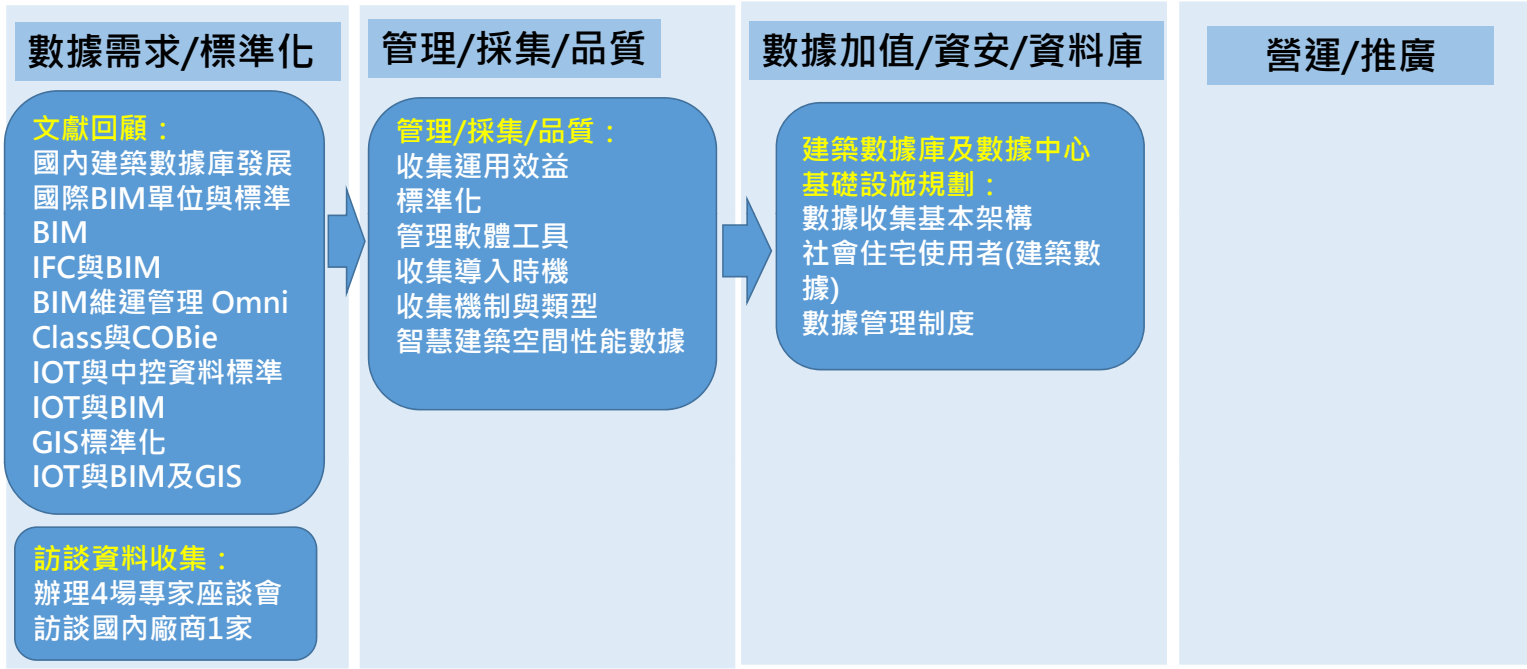 數據需求/標準化
文獻回顧：
國內建築數據庫發展
國際BIM單位與標準
BIM
IFC與BIM
BIM維運管理 Omni
Class與COBie
IOT與中控資料標準
IOT與BIM
GIS標準化
IOT與BIM及GIS
訪談資料收集：
辦理4場專家座談會
訪談國內廠商1家
管理/採集/品質
管理/採集/品質：
收集運用效益
標準化
管理軟體工具
收集導入時機
收集機制與類型
智慧建築空間性能數據
數據加值/資安/資料庫
建築數據庫及數據中心
基礎設施規劃：
數據收集基本架構
社會住宅使用者(建築數
據)
數據管理制度
營運/推廣